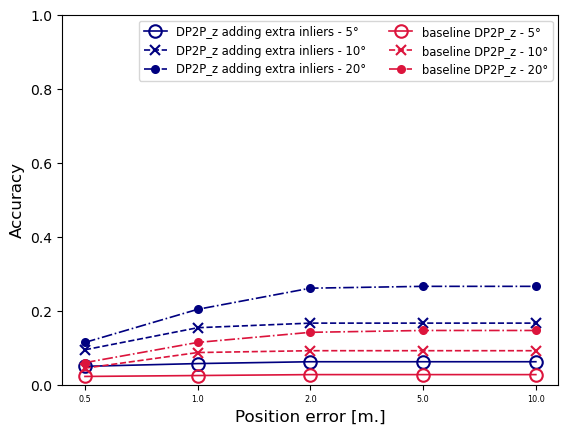 1.0
0.8
0.6
0.4
0.2
0.0
Accuracy
DP2P_z adding extra inliers - 5°
DP2P_z adding extra inliers - 10°
DP2P_z adding extra inliers - 20°
baseline DP2P_z - 5°
baseline DP2P_z - 10°
baseline DP2P_z - 20°
0.5 1.0 2.0 5.0 10.0
Position error [m.]